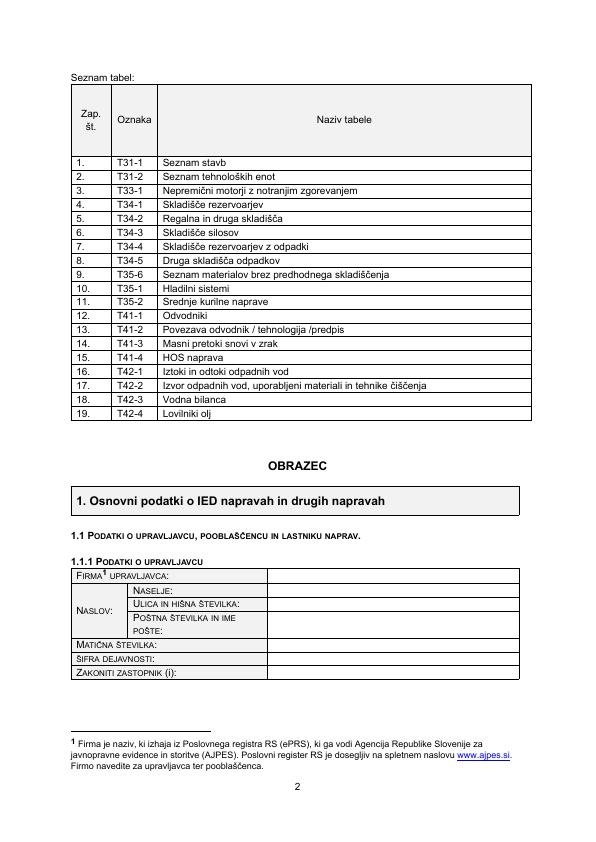 Seznam tabel:
Zap. št. Oznaka Naziv tabele
1. T31-1 Seznam stavb
2. T31-2 Seznam tehnoloških enot
3. T33-1 Nepremični motorji z notranjim zgorevanjem
4. T34-1 Skladišče rezervoarjev
5. T34-2 Regalna in druga skladišča
6. T34-3 Skladišče silosov
7. T34-4 Skladišče rezervoarjev z odpadki
8. T34-5 Druga skladišča odpadkov
9. T35-6 Seznam materialov brez predhodnega skladiščenja
10. T35-1 Hladilni sistemi
11. T35-2 Srednje kurilne naprave
12. T41-1 Odvodniki
13. T41-2 Povezava odvodnik / tehnologija /predpis
14. T41-3 Masni pretoki snovi v zrak
15. T41-4 HOS naprava
16. T42-1 Iztoki in odtoki odpadnih vod
17. T42-2 Izvor odpadnih vod, uporabljeni materiali in tehnike čiščenja
18. T42-3 Vodna bilanca
19. T42-4 Lovilniki olj
OBRAZEC
1. Osnovni podatki o IED napravah in drugih napravah
1.1 PODATKI O UPRAVLJAVCU, POOBLAŠČENCU IN LASTNIKU NAPRAV.
1.1.1 PODATKI O UPRAVLJAVCU
FIRMA1 UPRAVLJAVCA:
NASLOV:
NASELJE:
ULICA IN HIŠNA ŠTEVILKA:
POŠTNA ŠTEVILKA IN IME
POŠTE:
MATIČNA ŠTEVILKA:
ŠIFRA DEJAVNOSTI:
ZAKONITI ZASTOPNIK (i):
1 Firma je naziv, ki izhaja iz Poslovnega registra RS (ePRS), ki ga vodi Agencija Republike Slovenije za
javnopravne evidence in storitve (AJPES). Poslovni register RS je dosegljiv na spletnem naslovu www.ajpes.si.
Firmo navedite za upravljavca ter pooblaščenca.
2